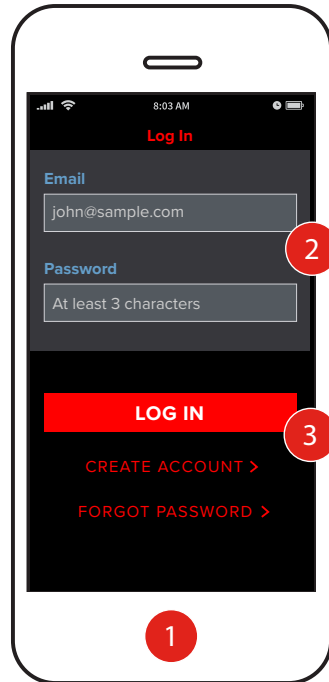 8:03 AM
Log In
Email
john@sample.com
2
Password
At least 3 characters
LOG IN
3
CREATE ACCOUNT >
FORGOT PASSWORD >
1